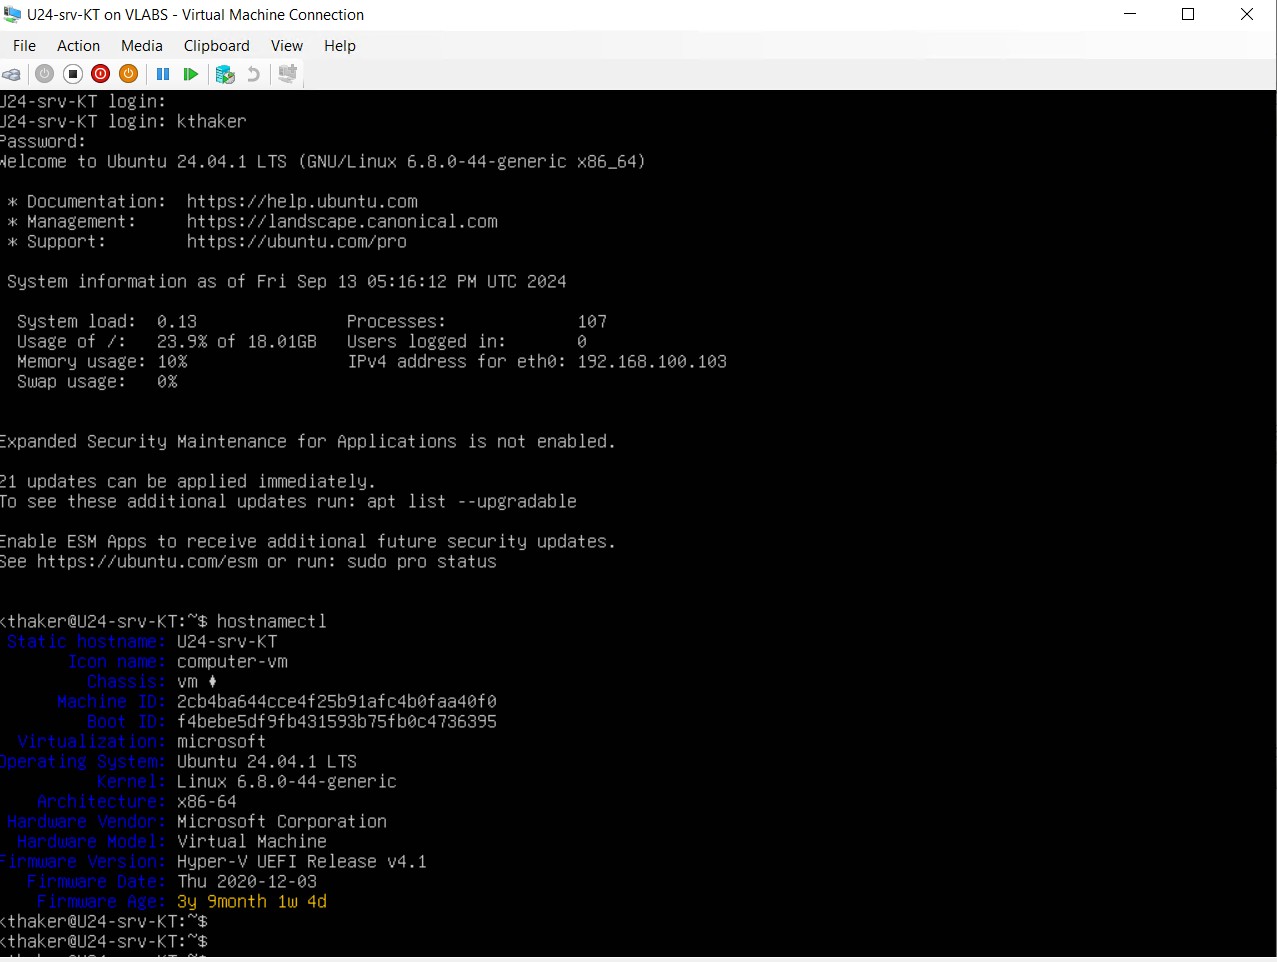 U24-srv-KT on VLABS - Virtual Machine Connection
File Action Media Clipboard View Help
U24-srv-KT login:
U24-srv-KT login: kthaker
Password:
Welcome to Ubuntu 24.04.1 LTS (GNU/Linux 6.8.0-44-generic x86_64)
* Documentation: https://help.ubuntu.com
* Management: https://landscape.canonical.com
* Support: https://ubuntu.com/pro
System information as of Fri Sep 13 05:16:12 PM UTC 2024
System load: 0.13 Processes: 107
Usage of /: 23.9% of 18.01GB Users logged in: 0
Memory usage: 10% IPv4 address for eth0: 192.168.100.103
Swap usage: 0%
Expanded Security Maintenance for Applications is not enabled.
21 updates can be applied immediately.
To see these additional updates run: apt list --upgradable
Enable ESM Apps to receive additional future security updates.
See https://ubuntu.com/esm or run: sudo pro status
kthaker@U24-srv-KT:~$ hostnamectl
Static hostname: U24-srv-KT
Icon name: computer-vm
Chassis: vm ♦
Machine ID: 2cb4ba644cce4f25b91afc4b0faa40f0
Boot ID: f4bebe5df9fb431593b75fb0c4736395
Virtualization: microsoft
Operating System: Ubuntu 24.04.1 LTS
Kernel: Linux 6.8.0-44-generic
Architecture: x86-64
Hardware Vendor: Microsoft Corporation
Hardware Model: Virtual Machine
Firmware Version: Hyper-V UEFI Release v4.1
Firmware Date: Thu 2020-12-03
Firmware Age: 3y 9month 1w 4d
kthaker@U24-srv-KT:~$
kthaker@U24-srv-KT:~$